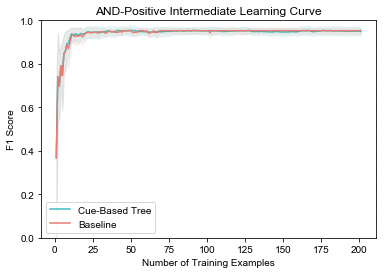 AND-Positive Intermediate Learning Curve
F1 Score
1.0
0.8
0.6
0.4
0.2
0.0
Cue-Based Tree
Baseline
0 25 50 75 100 125 150 175 200
Number of Training Examples